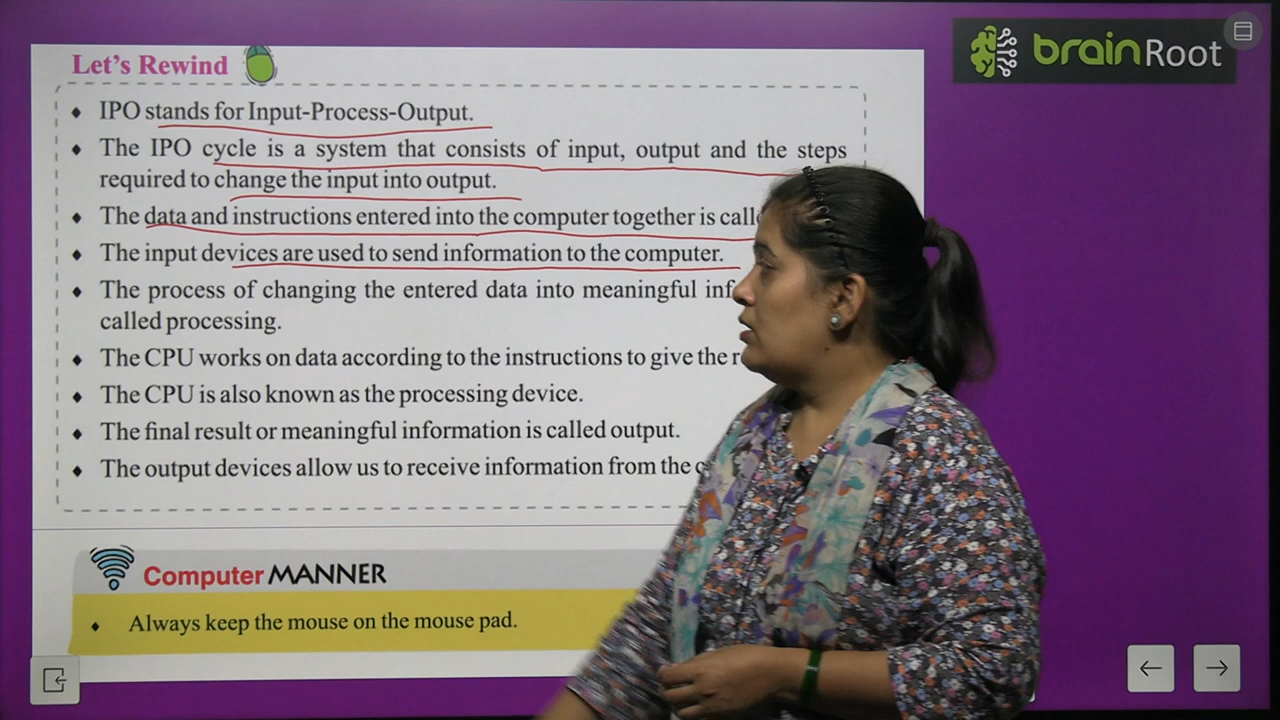 Let's Rewind
brainRoot
♦ IPO stands for Input-Process-Output.
♦ The IPO cycle is a system that consists of input, output and the steps
required to change the input into output.
♦ The data and instructions entered into the computer together is
♦ The input devices are used to send information to the computer.
♦ The process of changing the entered data into meaningful
called processing.
♦ The CPU works on data according to the instructions to give the
♦ The CPU is also known as the processing device.
♦ The final result or meaningful information is called output.
♦ The output devices allow us to receive information from the
Computer MANNER
♦ Always keep the mouse on the mouse pad.